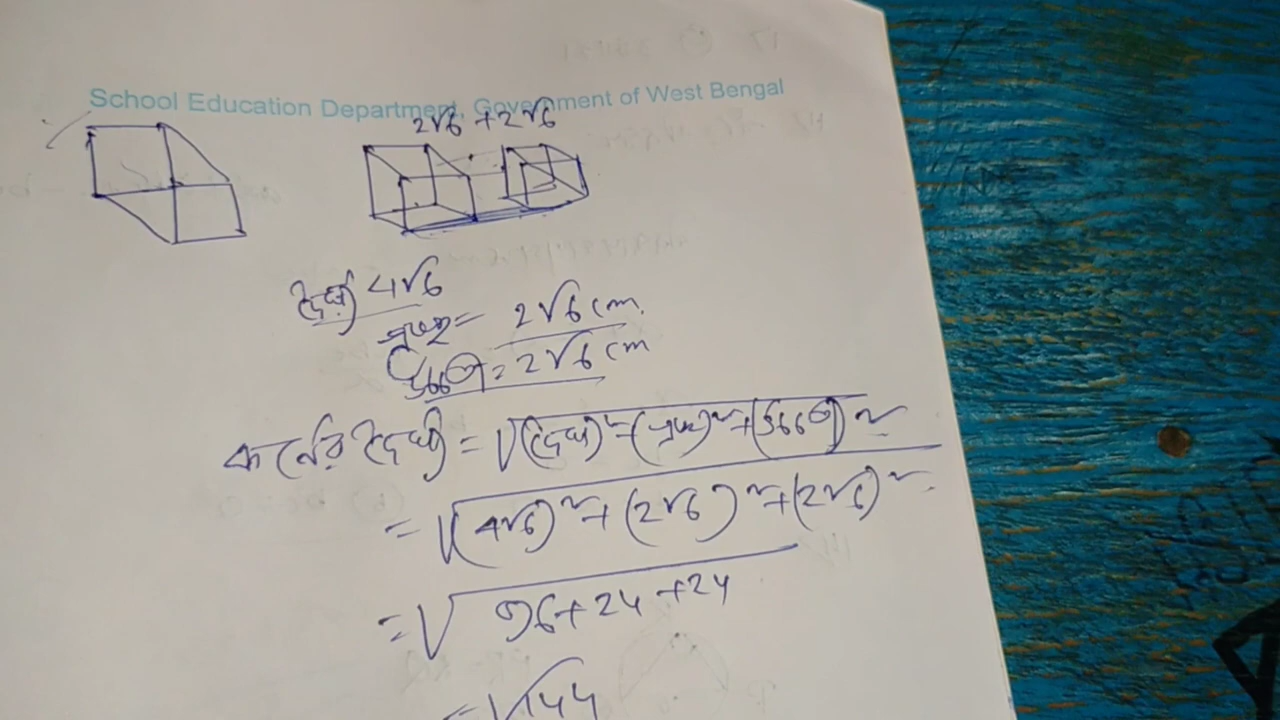 School Education Department, Government of West Bengal
2√6 + 2√6
দৈর্ঘ্য 4√6
প্রস্থ = 2√6 cm.
উচ্চতা = 2√6 cm
কর্নের দৈর্ঘ্য = √(দৈর্ঘ্য)² + (প্রস্থ)² + (উচ্চতা)²
= √(4√6)² + (2√6)² + (2√6)²
= √96 + 24 + 24
= √144